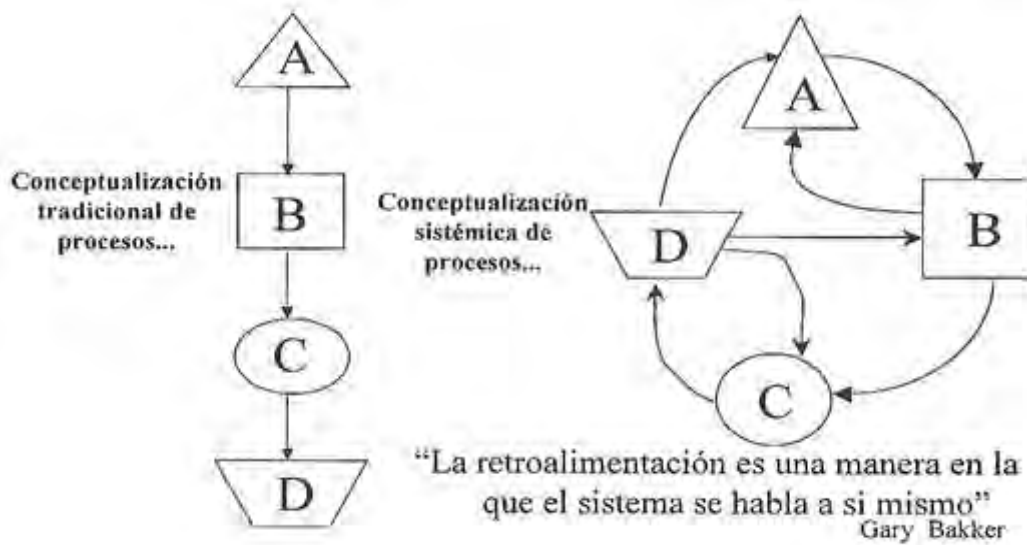 A
Conceptualización
tradicional de
procesos...
B
C
D
A
Conceptualización
sistémica de
procesos...
D
B
C
“La retroalimentación es una manera en la
que el sistema se habla a si mismo”
Gary Bakker